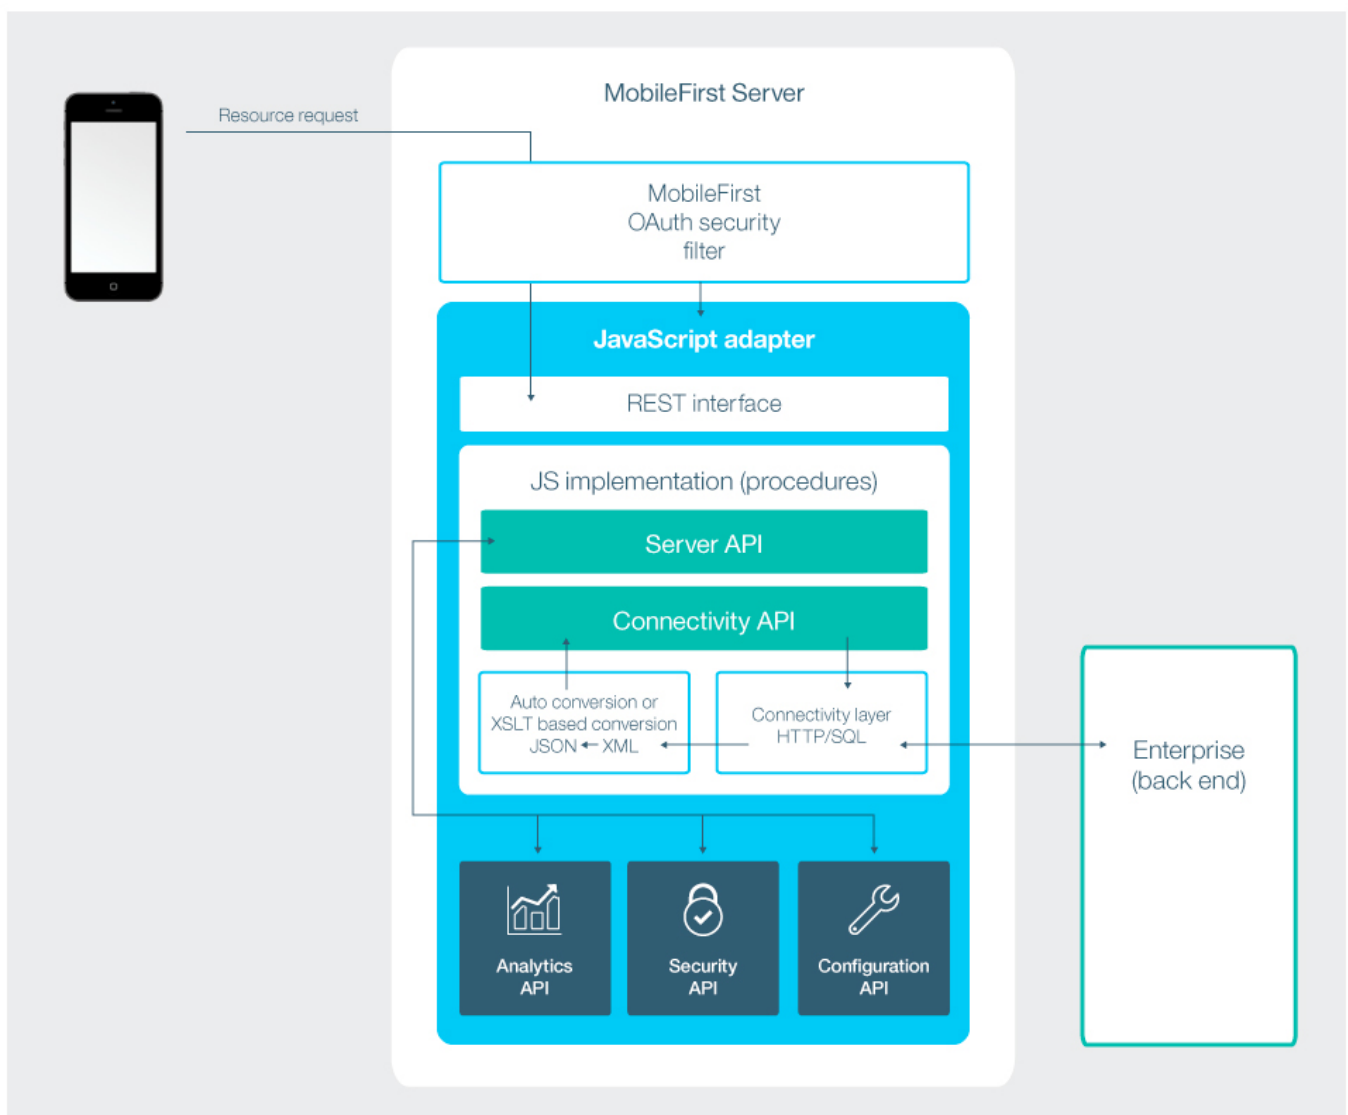 MobileFirst Server
Resource request
MobileFirst
OAuth security
filter
JavaScript adapter
REST interface
JS implementation (procedures)
Server API
Connectivity API
Auto conversion or
XSLT based conversion
JSON ← XML
Connectivity layer
HTTP/SQL
Enterprise
(back end)
Analytics
API
Security
API
Configuration
API